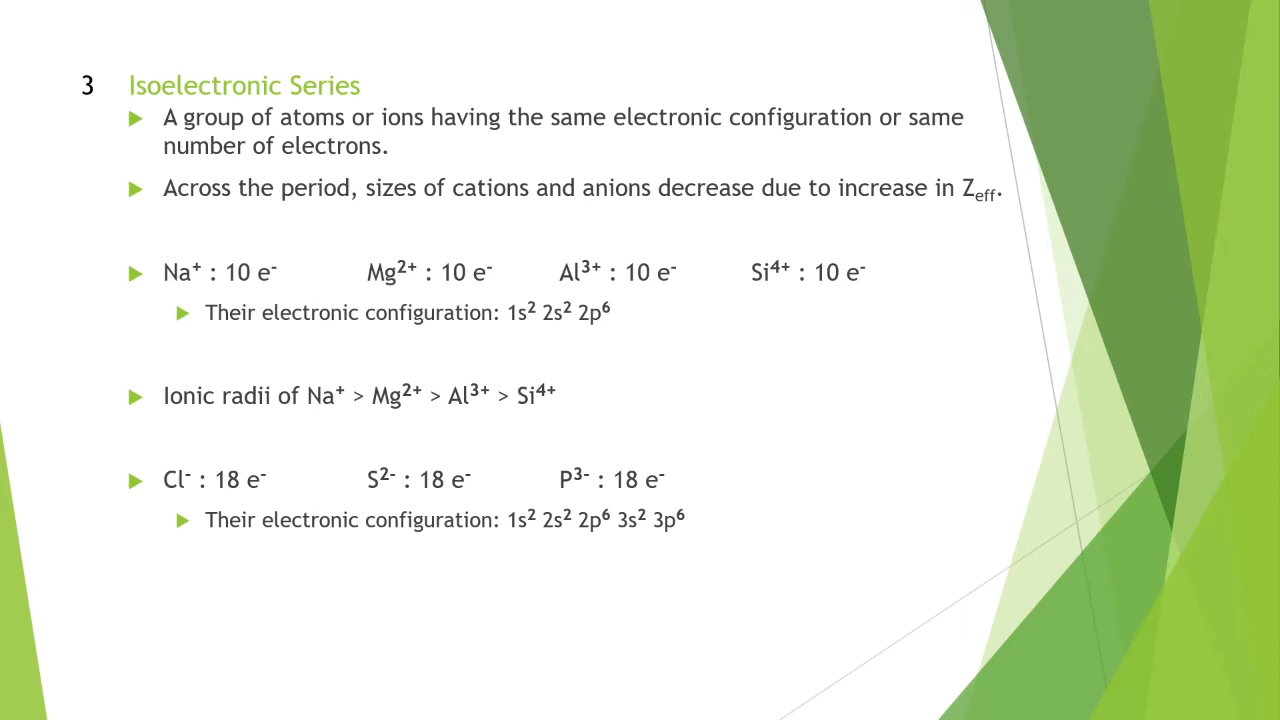 3 Isoelectronic Series
A group of atoms or ions having the same electronic configuration or same
number of electrons.
Across the period, sizes of cations and anions decrease due to increase in Zeff.
Na⁺ : 10 e⁻ Mg²⁺ : 10 e⁻ Al³⁺ : 10 e⁻ Si⁴⁺ : 10 e⁻
Their electronic configuration: 1s² 2s² 2p⁶
Ionic radii of Na⁺ > Mg²⁺ > Al³⁺ > Si⁴⁺
Cl⁻ : 18 e⁻ S²⁻ : 18 e⁻ P³⁻ : 18 e⁻
Their electronic configuration: 1s² 2s² 2p⁶ 3s² 3p⁶